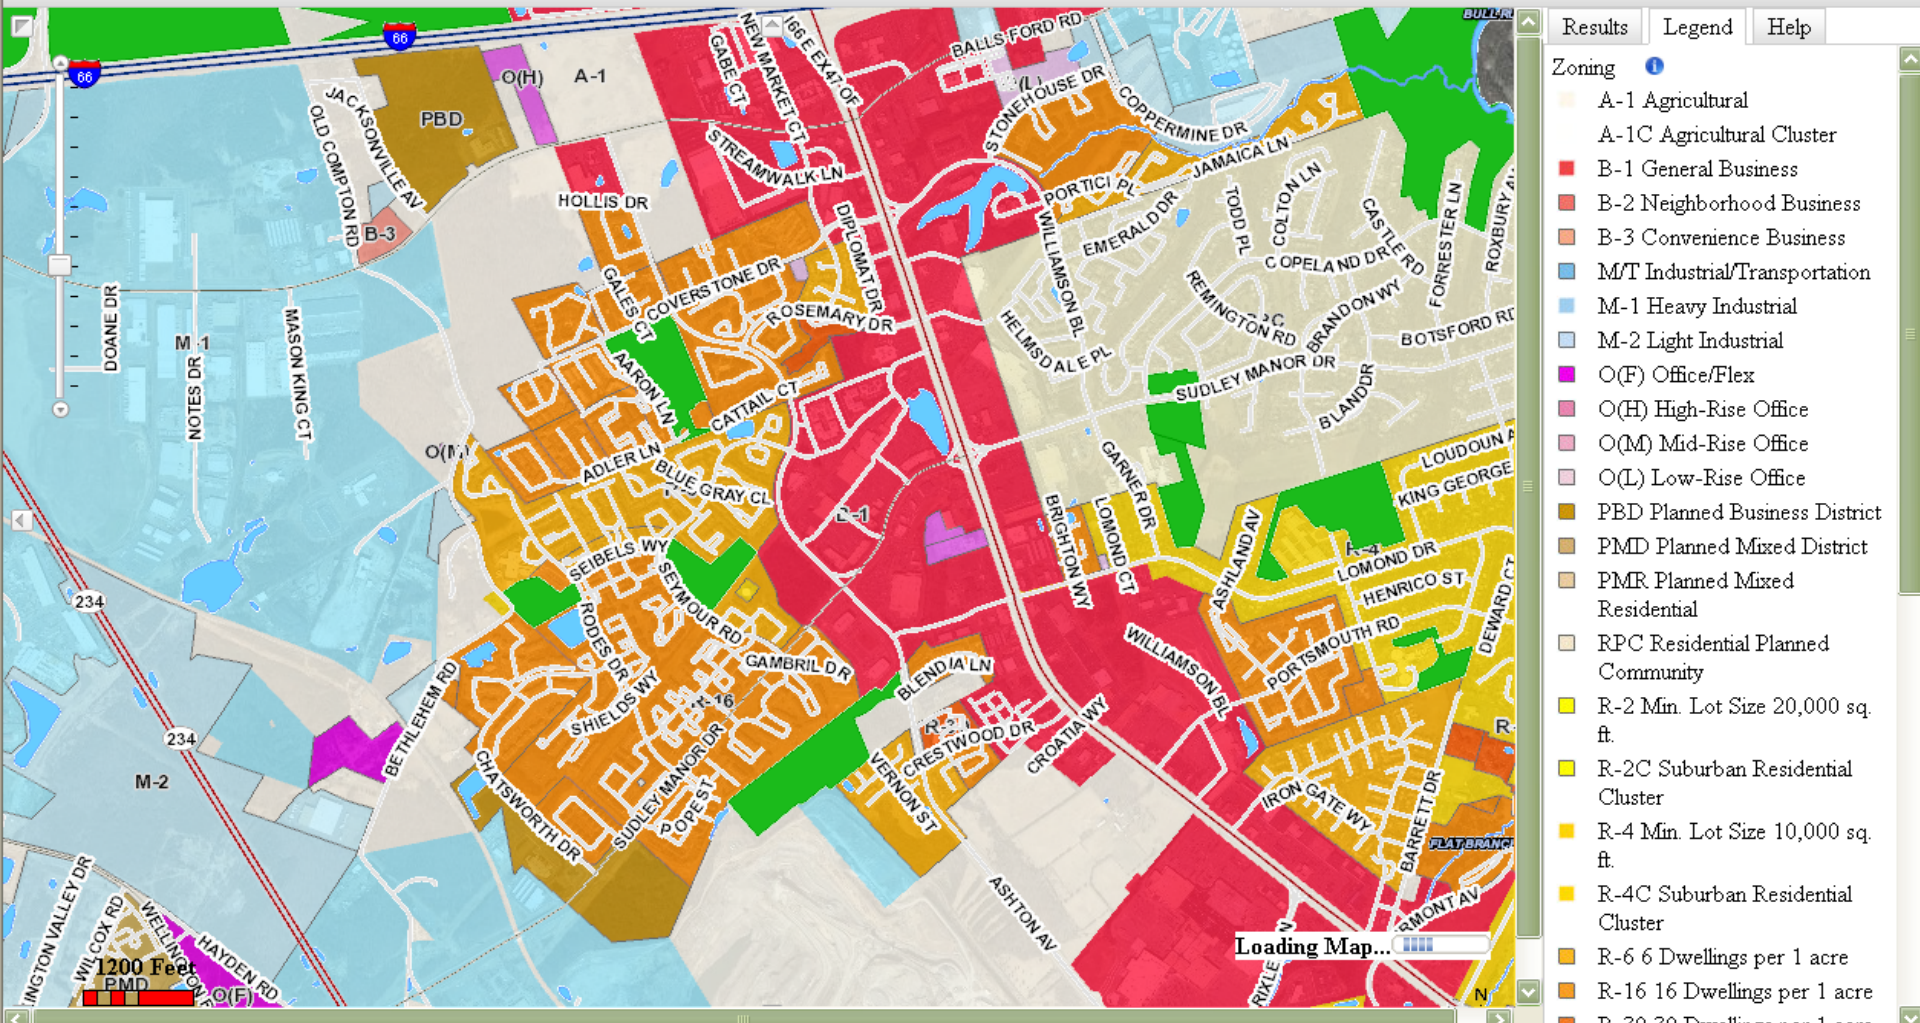 Results
Legend
Help
Zoning
A-1 Agricultural
A-1C Agricultural Cluster
B-1 General Business
B-2 Neighborhood Business
B-3 Convenience Business
M/T Industrial/Transportation
M-1 Heavy Industrial
M-2 Light Industrial
O(F) Office/Flex
O(H) High-Rise Office
O(M) Mid-Rise Office
O(L) Low-Rise Office
PBD Planned Business District
PMD Planned Mixed District
PMR Planned Mixed
Residential
RPC Residential Planned
Community
R-2 Min. Lot Size 20,000 sq.
ft.
R-2C Suburban Residential
Cluster
R-4 Min. Lot Size 10,000 sq.
ft.
R-4C Suburban Residential
Cluster
R-6 6 Dwellings per 1 acre
R-16 16 Dwellings per 1 acre
66
66
O(H)
A-1
PBD
GABE CT
NEW MARKET CT
I66 E EX47 OF
BALLS FORD RD
STONEHOUSE DR
COPPERMINE DR
JAMAICA LN
JACKSONVILLE AV
OLD COMPTON RD
STREAMWALK LN
HOLLIS DR
B-3
PORTICI PL
EMERALD DR
WILLIAMSON BL
TODD PL
COLTON LN
CASTLE RD
FORRESTER LN
COPELAND DR
REMINGTON RD
BRANDON WY
BOTSFORD RD
DIPLOMAT DR
GALES CT
COVERSTONE DR
ROSEMARY DR
HELMSDALE PL
SUDLEY MANOR DR
BLAND DR
DOANE DR
M-1
NOTES DR
MASON KING CT
AARON LN
CATTAIL CT
O(M)
ADLER LN
BLUE GRAY CL
B-1
GARNER DR
LOMOND CT
BRIGHTON WY
ASHLAND AV
KING GEORGE
R-4
LOMOND DR
HENRICO ST
DEWARD CT
PORTSMOUTH RD
SEIBELS WY
SEYMOUR RD
RODES DR
GAMBRIL DR
BLENDIA LN
WILLIAMSON BL
234
234
BETHLEHEM RD
SHIELDS WY
R-16
CRESTWOOD DR
CROATIA WY
VERNON ST
M-2
CHATSWORTH DR
SUDLEY MANOR DR
POPE ST
IRON GATE WY
BARRETT DR
ASHTON AV
WILCOX RD
HAYDEN RD
O(F)
PMD
1200 Feet
Loading Map...
N